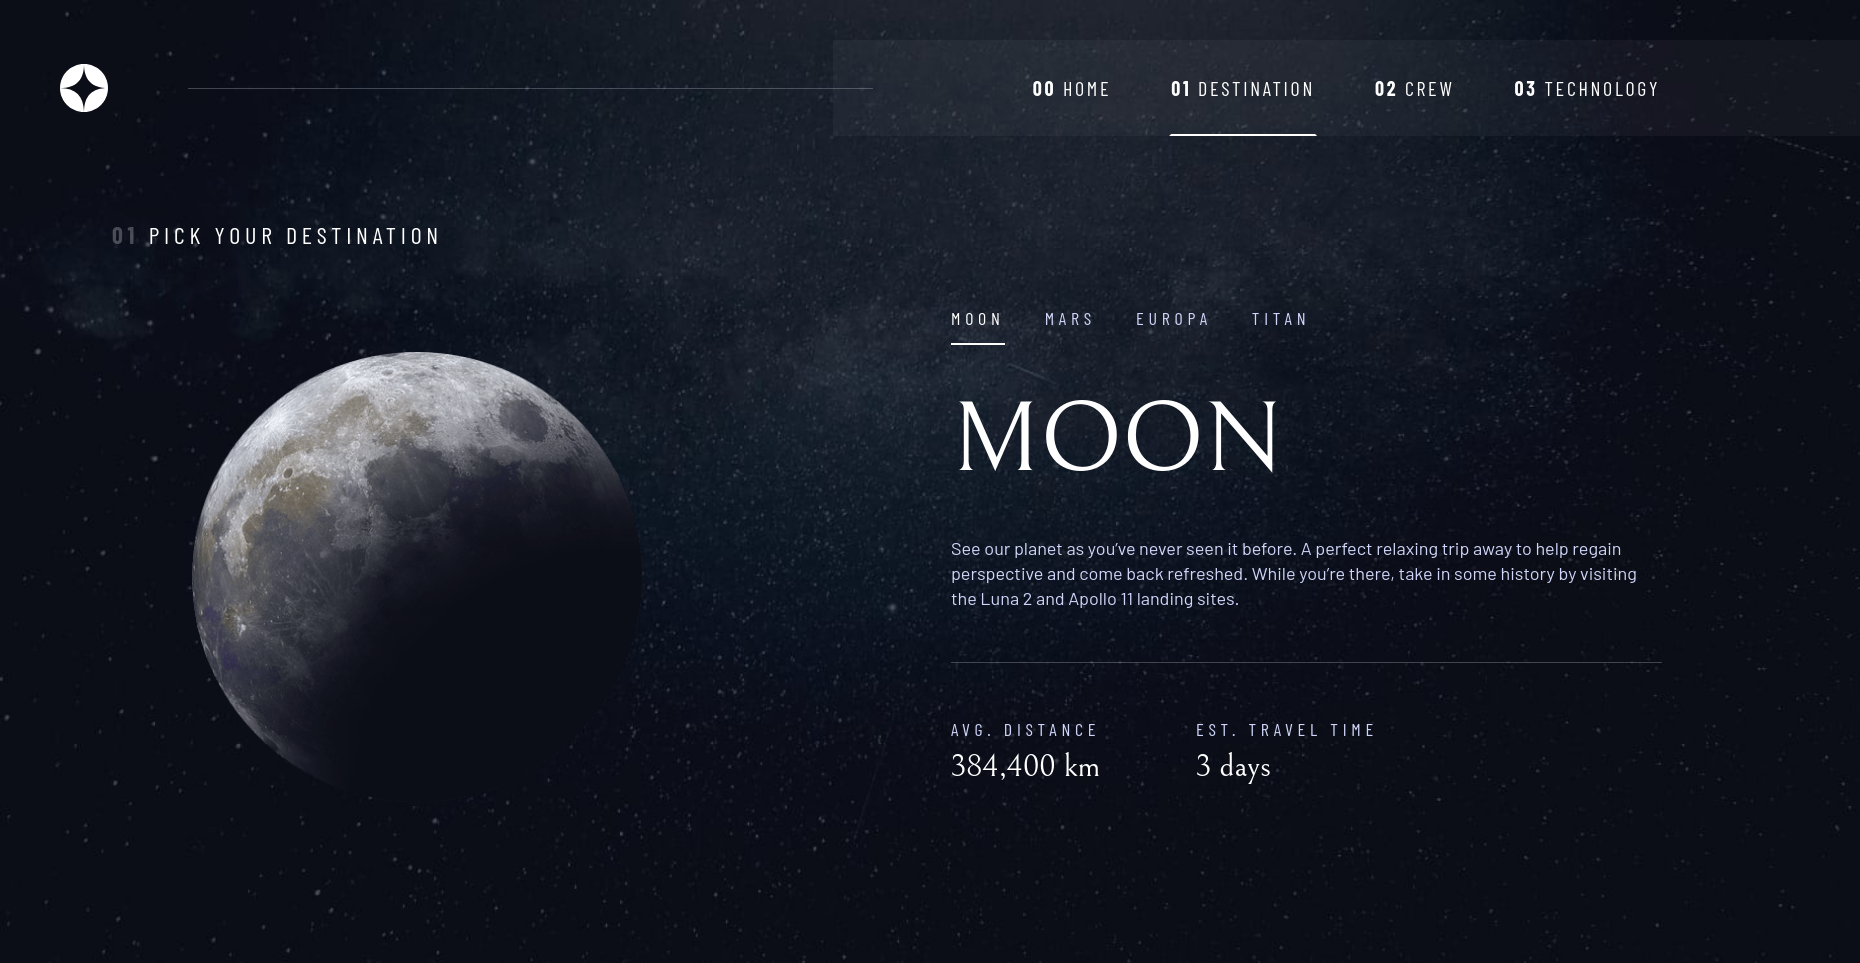 00 HOME 01 DESTINATION 02 CREW 03 TECHNOLOGY
01 PICK YOUR DESTINATION
MOON MARS EUROPA TITAN
MOON
See our planet as you’ve never seen it before. A perfect relaxing trip away to help regain
perspective and come back refreshed. While you’re there, take in some history by visiting
the Luna 2 and Apollo 11 landing sites.
AVG. DISTANCE EST. TRAVEL TIME
384,400 km 3 days